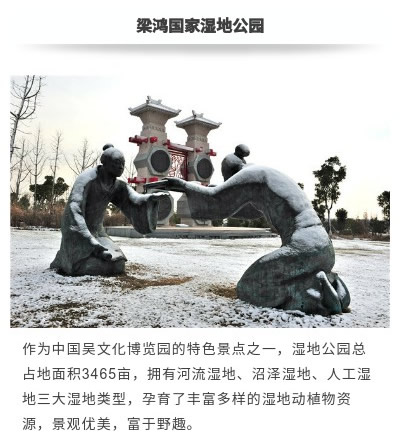 梁鸿国家湿地公园
作为中国吴文化博览园的特色景点之一，湿地公园总
占地面积3465亩，拥有河流湿地、沼泽湿地、人工湿
地三大湿地类型，孕育了丰富多样的湿地动植物资
源，景观优美，富于野趣。